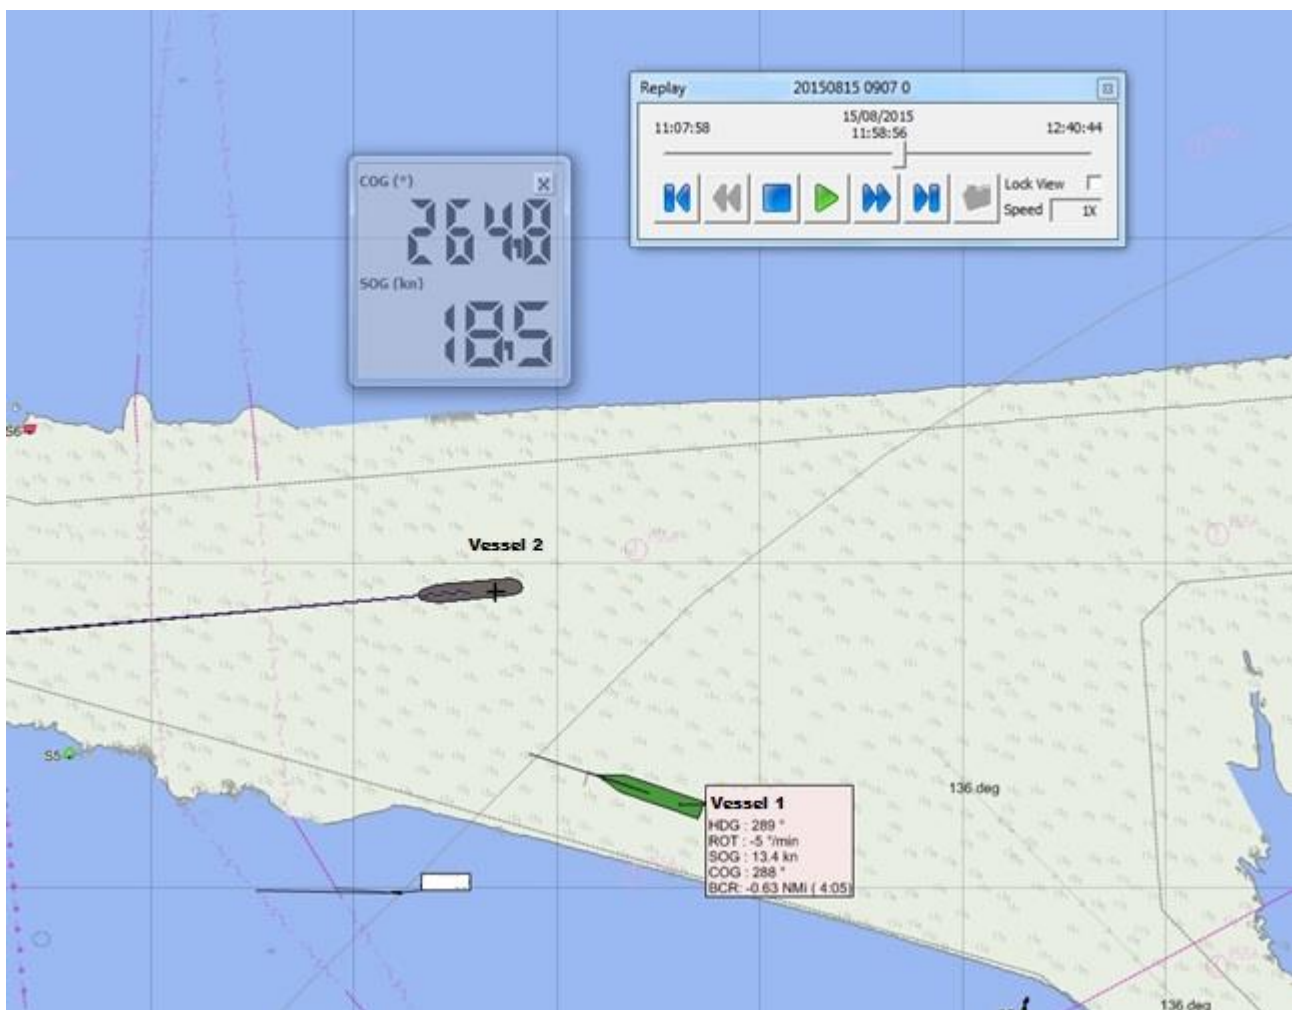 Replay 20150815 0907 0
15/08/2015
11:07:58 11:58:56 12:40:44
Lock View
Speed 1X
COG (°)
264,8
SOG (kn)
18,5
S6
Vessel 2
S5
136 deg
Vessel 1
HDG : 289 °
ROT : -5 °/min
SOG : 13.4 kn
COG : 288 °
BCR: -0.63 NMi ( 4:05)
136 deg